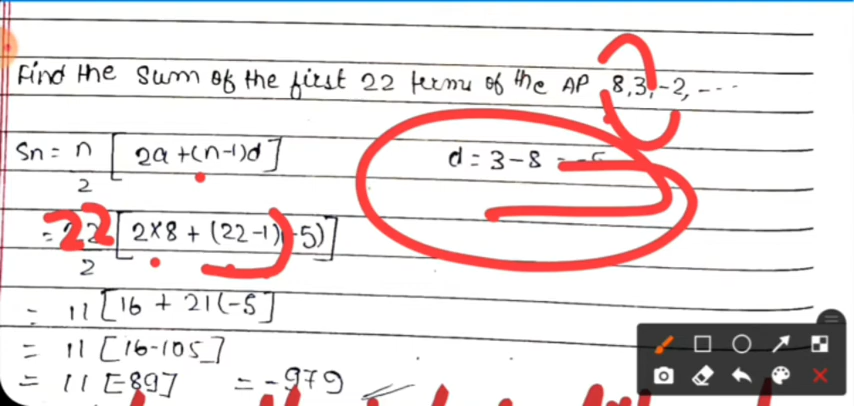 Find the sum of the first 22 terms of the AP 8,3,-2, ----
Sn = n/2 [2a+(n-1)d]
d = 3-8 = -5
= 22/2 [2×8 + (22-1)(-5)]
= 11 [16 + 21(-5]
= 11 [16-105]
= 11 [-89] = -979